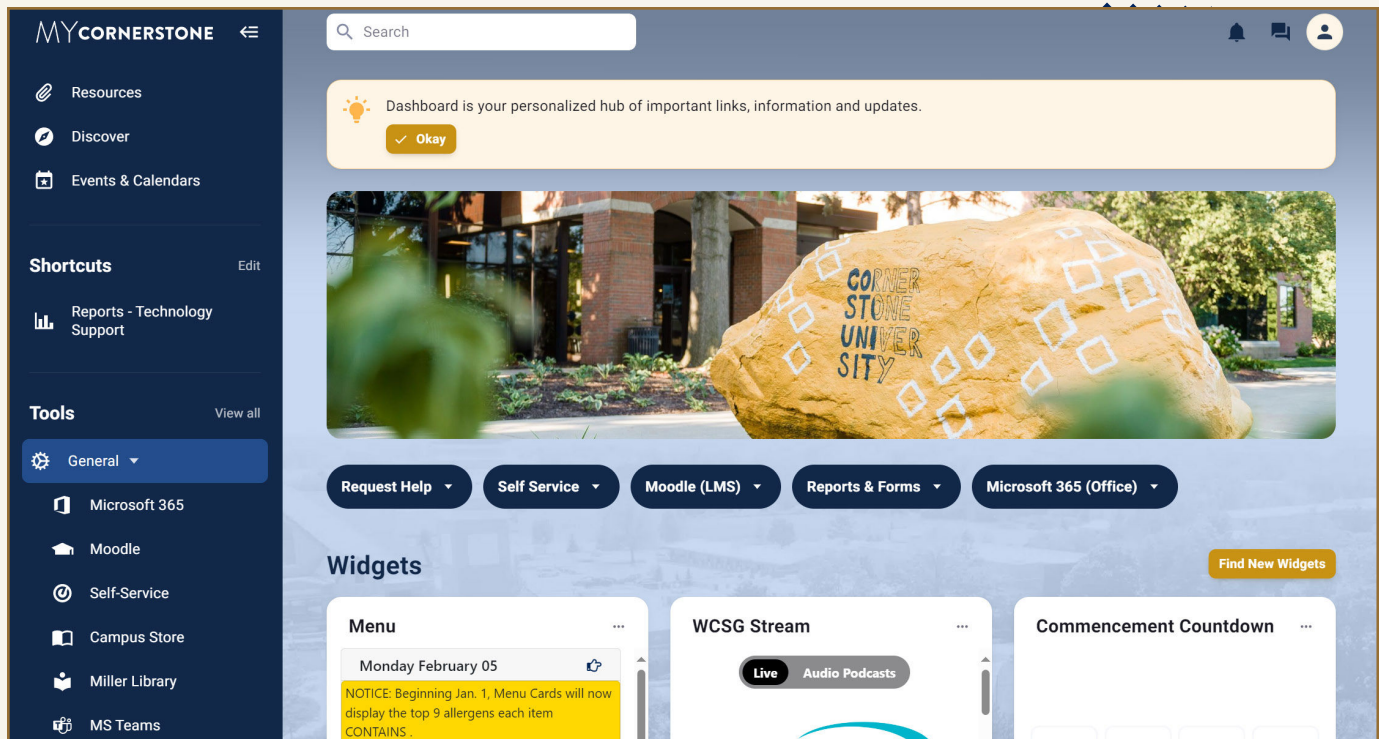 MYCORNERSTONE
Search
Resources
Discover
Events & Calendars
Dashboard is your personalized hub of important links, information and updates.
Okay
Shortcuts
Edit
Reports - Technology
Support
Tools
View all
General
Microsoft 365
Moodle
Self-Service
Campus Store
Miller Library
MS Teams
CORNER
STONE
UNIVER
SITY
Request Help
Self Service
Moodle (LMS)
Reports & Forms
Microsoft 365 (Office)
Widgets
Find New Widgets
Menu
Monday February 05
NOTICE: Beginning Jan. 1, Menu Cards will now
display the top 9 allergens each item
CONTAINS .
WCSG Stream
Live
Audio Podcasts
Commencement Countdown